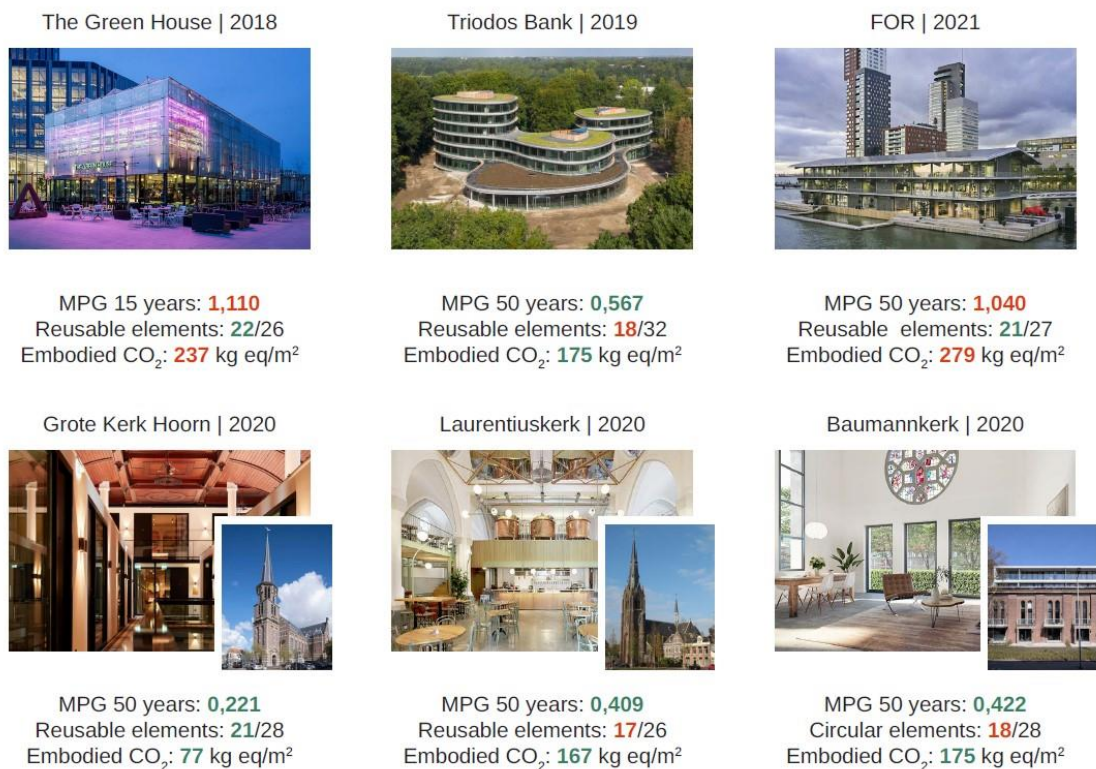 The Green House | 2018
Triodos Bank | 2019
FOR | 2021
MPG 15 years: 1,110
Reusable elements: 22/26
Embodied CO₂: 237 kg eq/m²
MPG 50 years: 0,567
Reusable elements: 18/32
Embodied CO₂: 175 kg eq/m²
MPG 50 years: 1,040
Reusable elements: 21/27
Embodied CO₂: 279 kg eq/m²
Grote Kerk Hoorn | 2020
Laurentiuskerk | 2020
Baumannkerk | 2020
MPG 50 years: 0,221
Reusable elements: 21/28
Embodied CO₂: 77 kg eq/m²
MPG 50 years: 0,409
Reusable elements: 17/26
Embodied CO₂: 167 kg eq/m²
MPG 50 years: 0,422
Circular elements: 18/28
Embodied CO₂: 175 kg eq/m²